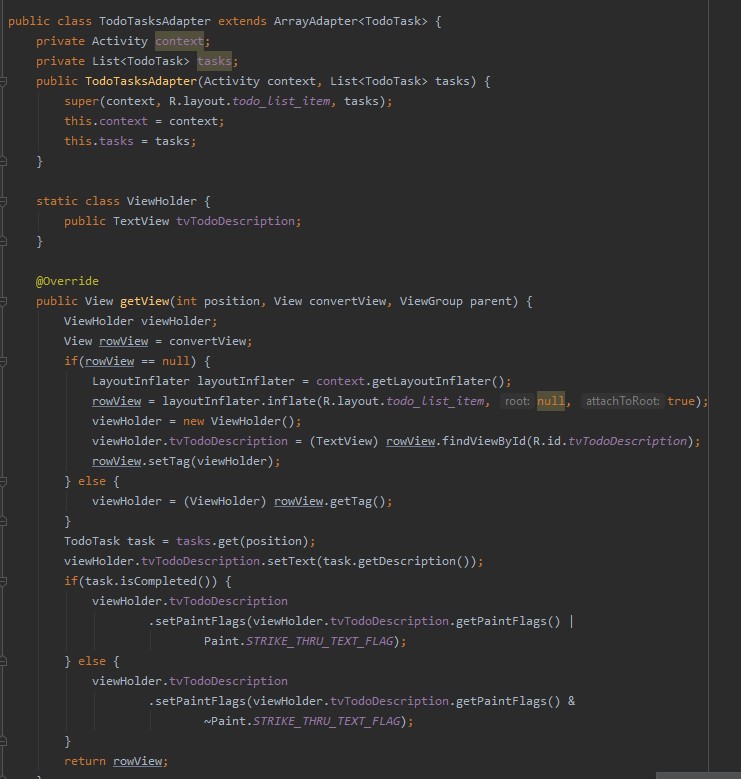 public class TodoTasksAdapter extends ArrayAdapter<TodoTask> {
    private Activity context;
    private List<TodoTask> tasks;
    public TodoTasksAdapter(Activity context, List<TodoTask> tasks) {
        super(context, R.layout.todo_list_item, tasks);
        this.context = context;
        this.tasks = tasks;
    }

    static class ViewHolder {
        public TextView tvTodoDescription;
    }

    @Override
    public View getView(int position, View convertView, ViewGroup parent) {
        ViewHolder viewHolder;
        View rowView = convertView;
        if(rowView == null) {
            LayoutInflater layoutInflater = context.getLayoutInflater();
            rowView = layoutInflater.inflate(R.layout.todo_list_item, root: null, attachToRoot: true);
            viewHolder = new ViewHolder();
            viewHolder.tvTodoDescription = (TextView) rowView.findViewById(R.id.tvTodoDescription);
            rowView.setTag(viewHolder);
        } else {
            viewHolder = (ViewHolder) rowView.getTag();
        }
        TodoTask task = tasks.get(position);
        viewHolder.tvTodoDescription.setText(task.getDescription());
        if(task.isCompleted()) {
            viewHolder.tvTodoDescription
                    .setPaintFlags(viewHolder.tvTodoDescription.getPaintFlags() |
                            Paint.STRIKE_THRU_TEXT_FLAG);
        } else {
            viewHolder.tvTodoDescription
                    .setPaintFlags(viewHolder.tvTodoDescription.getPaintFlags() &
                            ~Paint.STRIKE_THRU_TEXT_FLAG);
        }
        return rowView;
    }